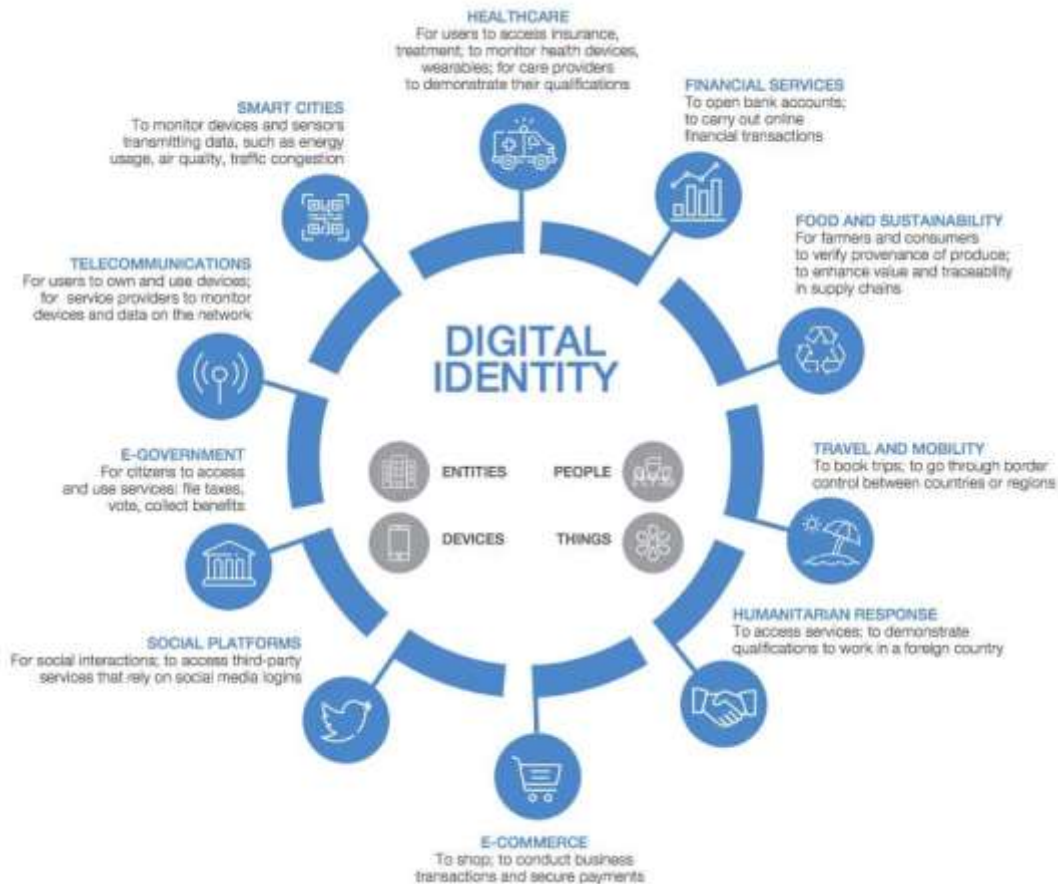 HEALTHCARE
For users to access insurance,
treatment; to monitor health devices,
wearables; for care providers
to demonstrate their qualifications
FINANCIAL SERVICES
To open bank accounts;
to carry out online
financial transactions
FOOD AND SUSTAINABILITY
For farmers and consumers
to verify provenance of produce;
to enhance value and traceability
in supply chains
TRAVEL AND MOBILITY
To book trips; to go through border
control between countries or regions
HUMANITARIAN RESPONSE
To access services; to demonstrate
qualifications to work in a foreign country
E-COMMERCE
To shop; to conduct business
transactions and secure payments
SOCIAL PLATFORMS
For social interactions; to access third-party
services that rely on social media logins
E-GOVERNMENT
For citizens to access
and use services: file taxes,
vote, collect benefits
TELECOMMUNICATIONS
For users to own and use devices;
for service providers to monitor
devices and data on the network
SMART CITIES
To monitor devices and sensors
transmitting data, such as energy
usage, air quality, traffic congestion
DIGITAL
IDENTITY
ENTITIES
PEOPLE
DEVICES
THINGS